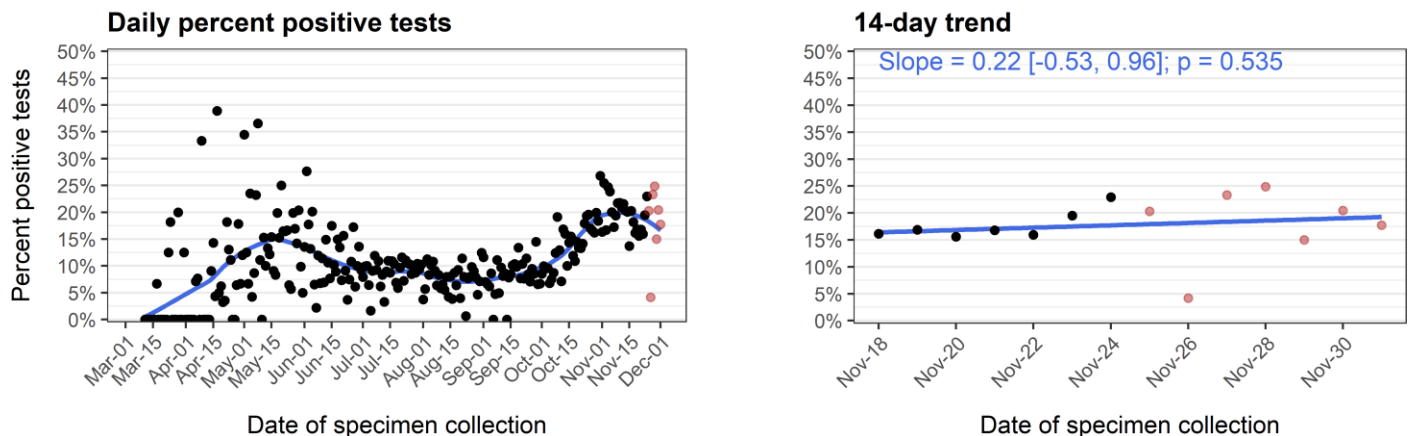 Daily percent positive tests
Percent positive tests
50%
45%
40%
35%
30%
25%
20%
15%
10%
5%
0%
Mar-01
Mar-15
Apr-01
Apr-15
May-01
May-15
Jun-01
Jun-15
Jul-01
Jul-15
Aug-01
Aug-15
Sep-01
Sep-15
Oct-01
Oct-15
Nov-01
Nov-15
Dec-01
Date of specimen collection
14-day trend
Slope = 0.22 [-0.53, 0.96]; p = 0.535
50%
45%
40%
35%
30%
25%
20%
15%
10%
5%
0%
Nov-18
Nov-20
Nov-22
Nov-24
Nov-26
Nov-28
Nov-30
Date of specimen collection